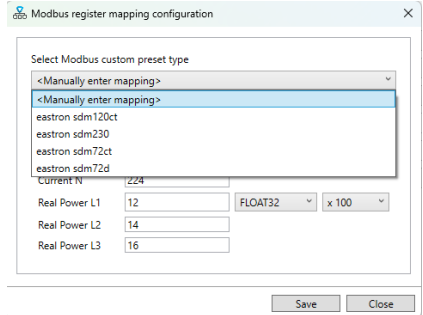 Modbus register mapping configuration
Select Modbus custom preset type
<Manually enter mapping>
<Manually enter mapping>
eastron sdm120ct
eastron sdm230
eastron sdm72ct
eastron sdm72d
Current N 224
Real Power L1 12 FLOAT32 x 100
Real Power L2 14
Real Power L3 16
Save Close